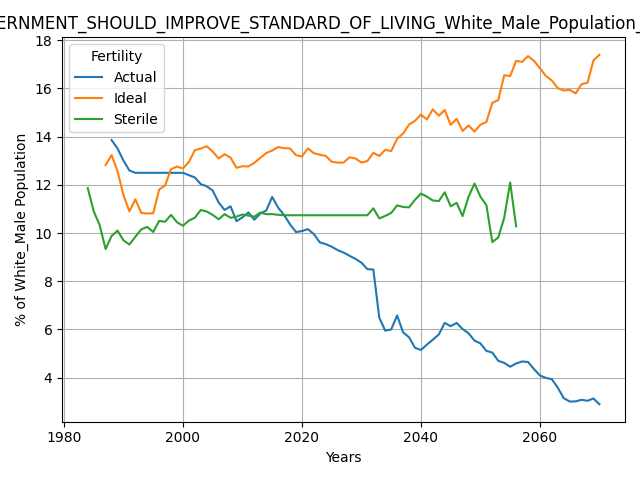 ERNMENT_SHOULD_IMPROVE_STANDARD_OF_LIVING_White_Male_Population_
18
16
14
12
10
8
6
4
% of White_Male Population
Fertility
Actual
Ideal
Sterile
1980 2000 2020 2040 2060
Years